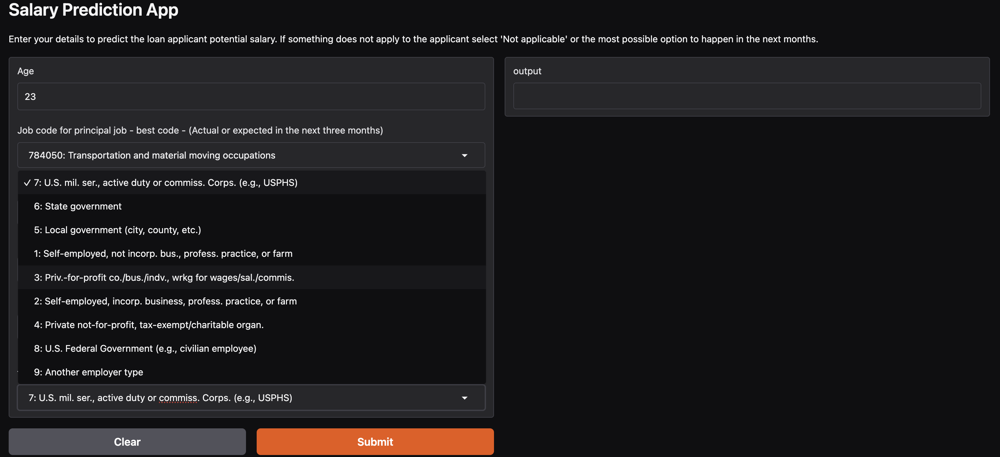 Salary Prediction App
Enter your details to predict the loan applicant potential salary. If something does not apply to the applicant select 'Not applicable' or the most possible option to happen in the next months.
Age
23
Job code for principal job - best code - (Actual or expected in the next three months)
784050: Transportation and material moving occupations
✓ 7: U.S. mil. ser., active duty or commiss. Corps. (e.g., USPHS)
6: State government
5: Local government (city, county, etc.)
1: Self-employed, not incorp. bus., profess. practice, or farm
3: Priv.-for-profit co./bus./indv., wrkg for wages/sal./commis.
2: Self-employed, incorp. business, profess. practice, or farm
4: Private not-for-profit, tax-exempt/charitable organ.
8: U.S. Federal Government (e.g., civilian employee)
9: Another employer type
7: U.S. mil. ser., active duty or commiss. Corps. (e.g., USPHS)
Clear
Submit
output